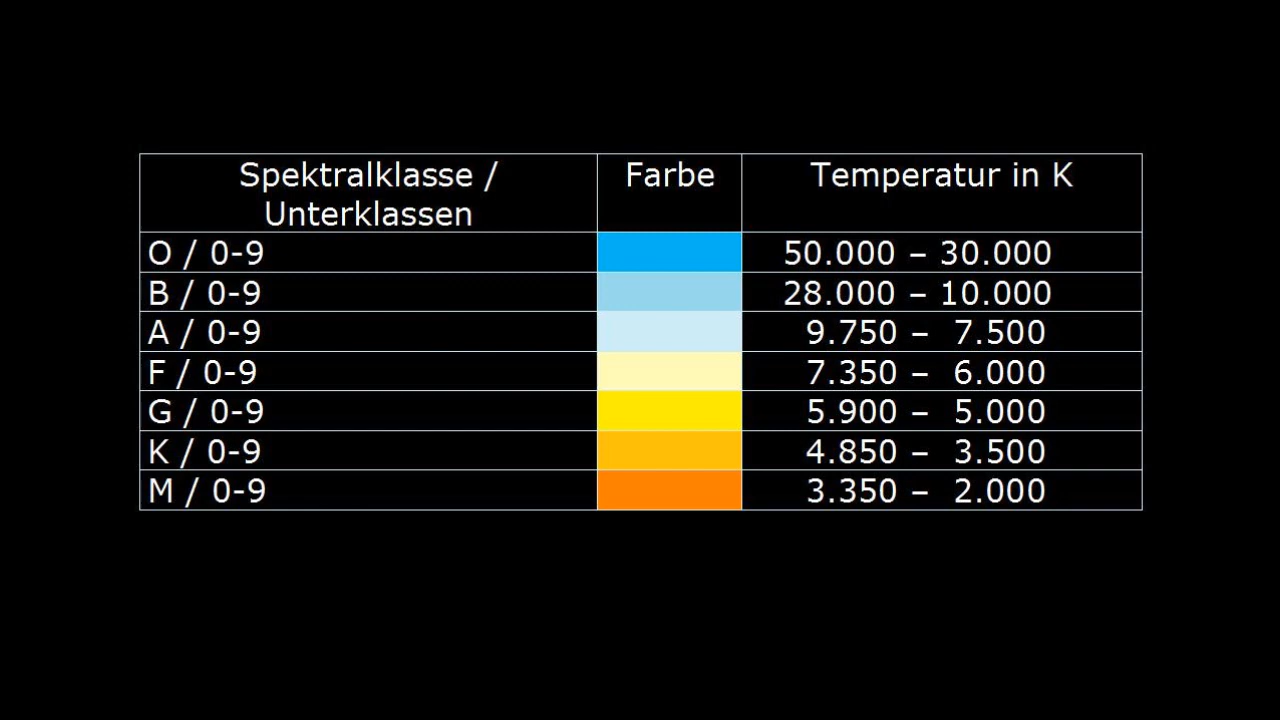 Spektralklasse / Unterklassen Farbe Temperatur in K
O / 0-9 50.000 – 30.000
B / 0-9 28.000 – 10.000
A / 0-9 9.750 – 7.500
F / 0-9 7.350 – 6.000
G / 0-9 5.900 – 5.000
K / 0-9 4.850 – 3.500
M / 0-9 3.350 – 2.000